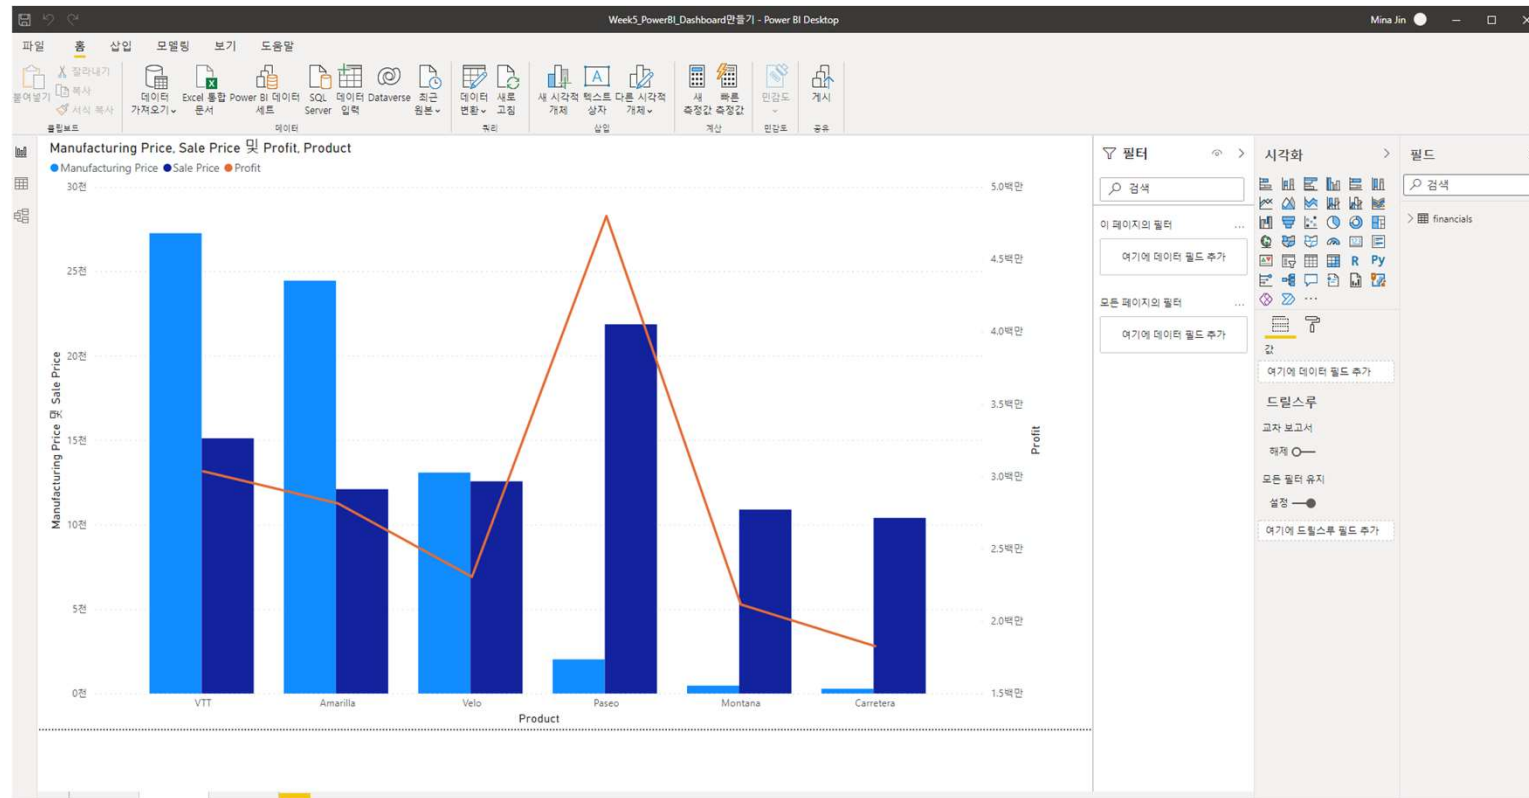 Week5_PowerBI_Dashboard만들기 - Power BI Desktop
Mina Jin
파일 홈 삽입 모델링 보기 도움말
붙여넣기
잘라내기
복사
서식 복사
클립보드
데이터 가져오기
Excel 통합 문서
Power BI 데이터 세트
SQL Server
데이터 입력
Dataverse
최근 원본
데이터
데이터 변환
새로 고침
쿼리
새 시각적 개체
텍스트 상자
다른 시각적 개체
삽입
새 측정값
빠른 측정값
계산
민감도
민감도
게시
공유
Manufacturing Price, Sale Price 및 Profit, Product
Manufacturing Price Sale Price Profit
30천
25천
20천
15천
10천
5천
0천
Manufacturing Price 및 Sale Price
5.0백만
4.5백만
4.0백만
3.5백만
3.0백만
2.5백만
2.0백만
1.5백만
Profit
VTT Amarilla Velo Paseo Montana Carretera
Product
필터
검색
이 페이지의 필터 ...
여기에 데이터 필드 추가
모든 페이지의 필터 ...
여기에 데이터 필드 추가
시각화
R Py
...
값
여기에 데이터 필드 추가
드릴스루
교차 보고서
해제
모든 필터 유지
설정
여기에 드릴스루 필드 추가
필드
검색
financials